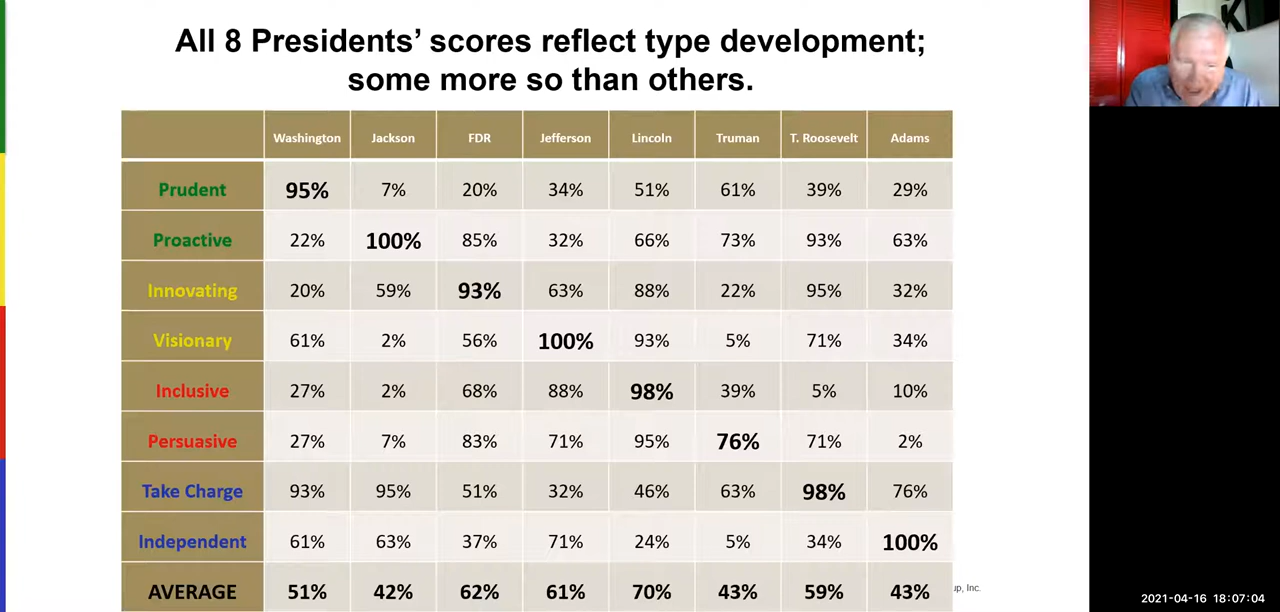 All 8 Presidents’ scores reflect type development;
some more so than others.
Washington Jackson FDR Jefferson Lincoln Truman T. Roosevelt Adams
Prudent 95% 7% 20% 34% 51% 61% 39% 29%
Proactive 22% 100% 85% 32% 66% 73% 93% 63%
Innovating 20% 59% 93% 63% 88% 22% 95% 32%
Visionary 61% 2% 56% 100% 93% 5% 71% 34%
Inclusive 27% 2% 68% 88% 98% 39% 5% 10%
Persuasive 27% 7% 83% 71% 95% 76% 71% 2%
Take Charge 93% 95% 51% 32% 46% 63% 98% 76%
Independent 61% 63% 37% 71% 24% 5% 34% 100%
AVERAGE 51% 42% 62% 61% 70% 43% 59% 43%
up, Inc.
2021-04-16 18:07:04